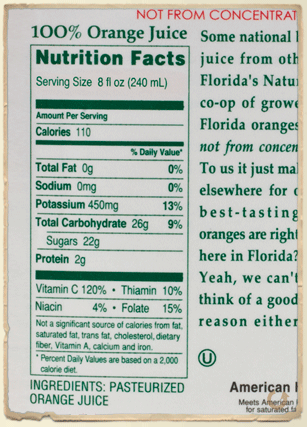 NOT FROM CONCENTRAT
100% Orange Juice
Nutrition Facts
Serving Size 8 fl oz (240 mL)
Amount Per Serving
Calories 110
% Daily Value*
Total Fat 0g 0%
Sodium 0mg 0%
Potassium 450mg 13%
Total Carbohydrate 26g 9%
Sugars 22g
Protein 2g
Vitamin C 120% • Thiamin 10%
Niacin 4% • Folate 15%
Not a significant source of calories from fat,
saturated fat, trans fat, cholesterol, dietary
fiber, Vitamin A, calcium and iron.
* Percent Daily Values are based on a 2,000
calorie diet.
INGREDIENTS: PASTEURIZED
ORANGE JUICE
Some national
juice from oth
Florida's Natu
co-op of growe
Florida oranges
not from concen
To us it just ma
elsewhere for c
best-tasting
oranges are right
here in Florida?
Yeah, we can't
think of a good
reason either
U
American
Meets American
for saturated fa